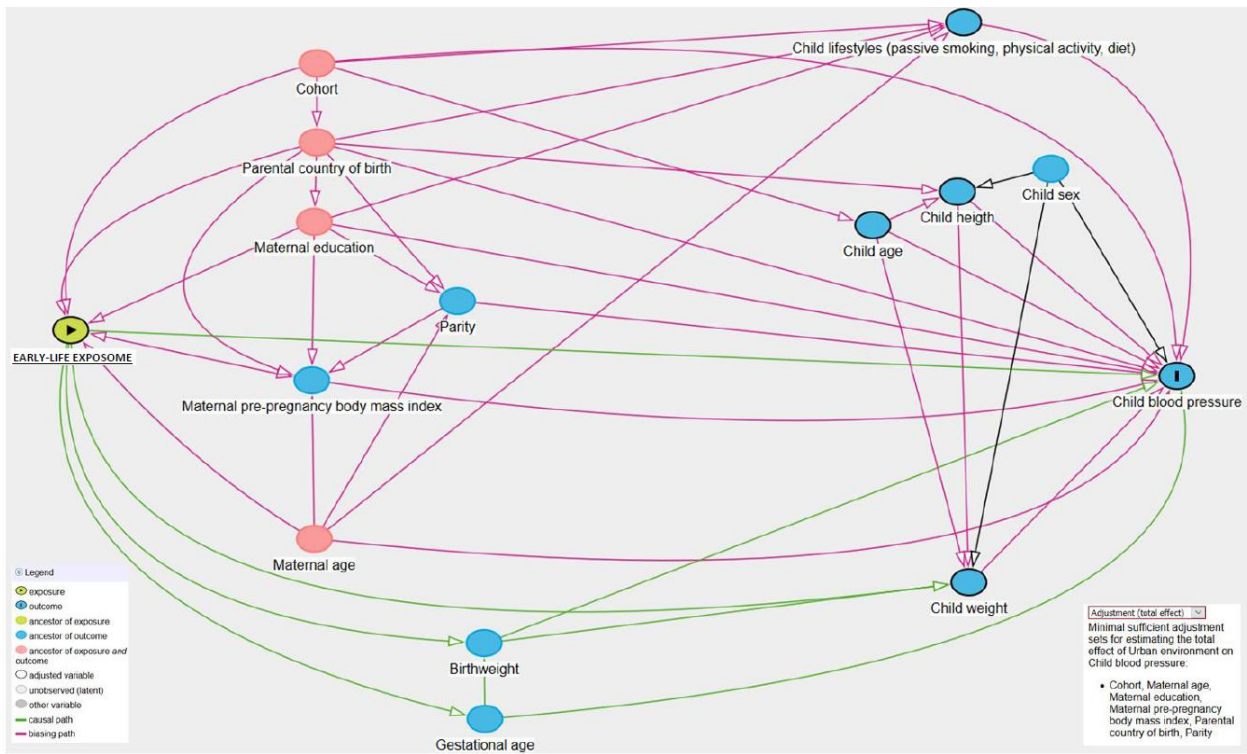 Child lifestyles (passive smoking, physical activity, diet)
Cohort
Parental country of birth
Child sex
Child heigth
Maternal education
Child age
Parity
EARLY-LIFE EXPOSOME
Maternal pre-pregnancy body mass index
Child blood pressure
Maternal age
Child weight
Birthweight
Gestational age
Legend
exposure
outcome
ancestor of exposure
ancestor of outcome
ancestor of exposure and
outcome
adjusted variable
unobserved (latent)
other variable
causal path
biasing path
Adjustment (total effect)
Minimal sufficient adjustment
sets for estimating the total
effect of Urban environment on
Child blood pressure:
• Cohort, Maternal age,
Maternal education,
Maternal pre-pregnancy
body mass index, Parental
country of birth, Parity